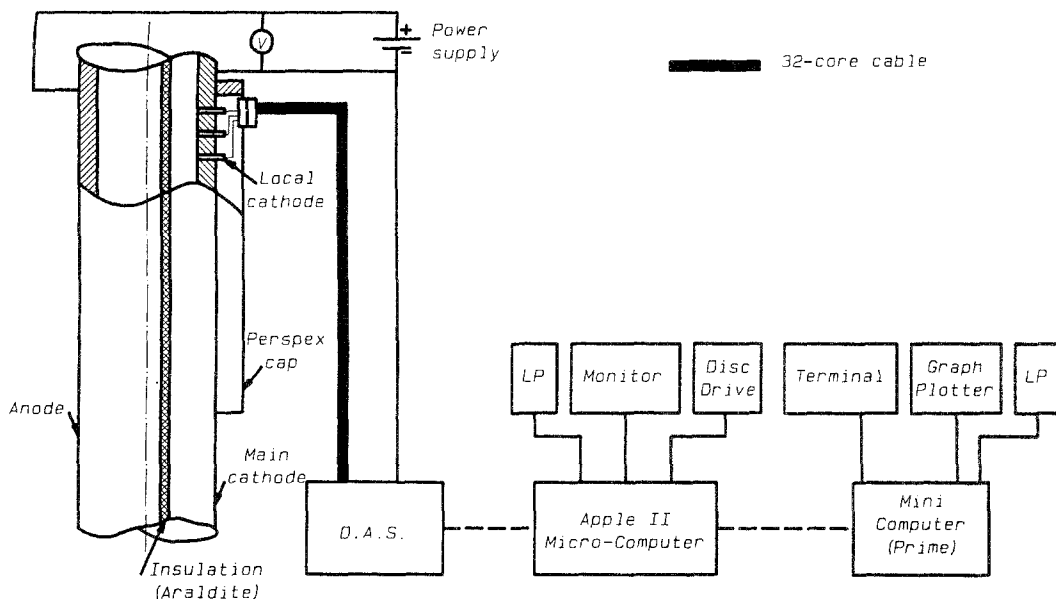 +
Power
supply
V
=
32-core cable
Local
cathode
Perspex
cap
Anode
Main
cathode
Insulation
(Araldite)
LP
Monitor
Disc
Drive
Terminal
Graph
Plotter
LP
D.A.S.
Apple II
Micro-Computer
Mini
Computer
(Prime)